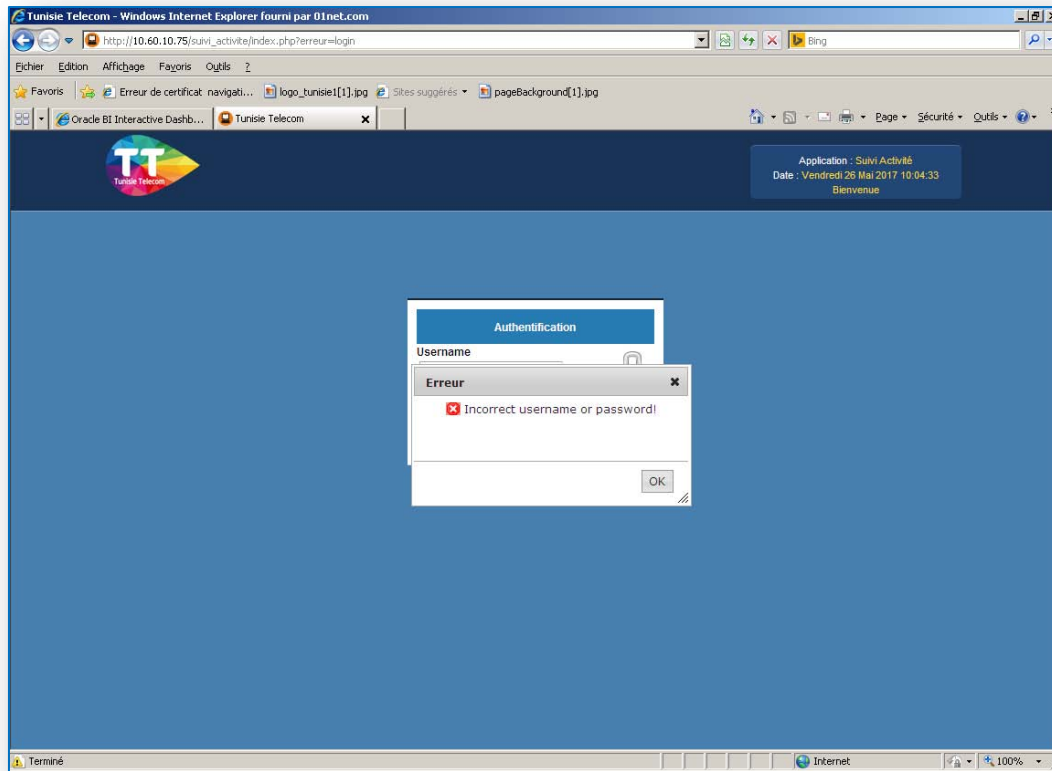 Tunisie Telecom - Windows Internet Explorer fourni par 01net.com
http://10.60.10.75/suivi_activite/index.php?erreur=login
Bing
Fichier Edition Affichage Favoris Outils ?
Favoris Erreur de certificat navigati... logo_tunisie1[1].jpg Sites suggérés pageBackground[1].jpg
Oracle BI Interactive Dashb... Tunisie Telecom Page Sécurité Outils
TT
Tunisie Telecom
Application : Suivi Activité
Date : Vendredi 26 Mai 2017 10:04:33
Bienvenue
Authentification
Username
Erreur
Incorrect username or password!
OK
Terminé Internet 100%